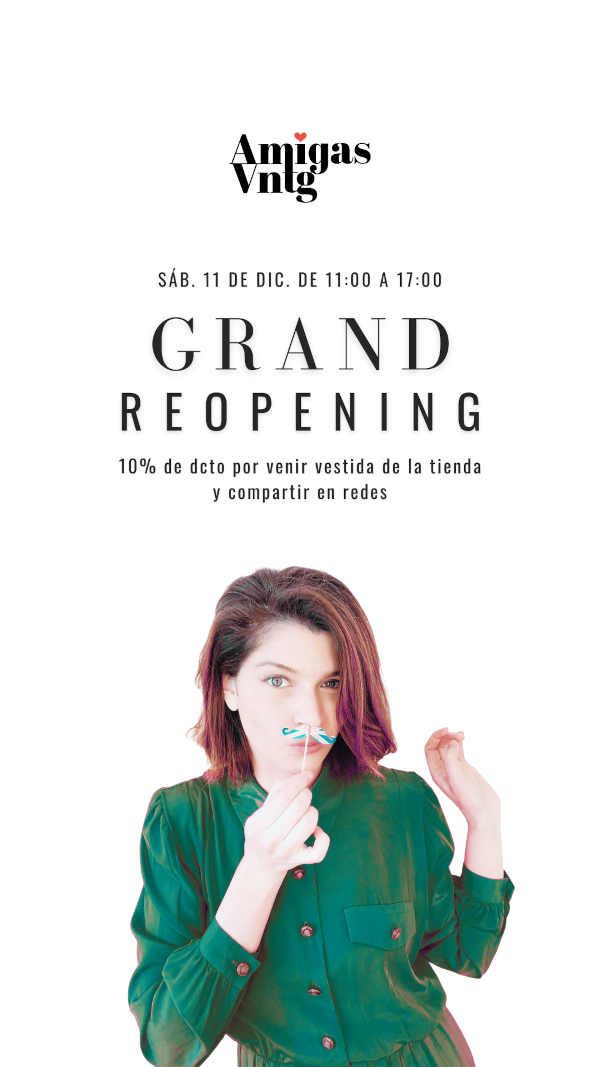 Amigas
Vntg
SÁB. 11 DE DIC. DE 11:00 A 17:00
GRAND
REOPENING
10% de dcto por venir vestida de la tienda
y compartir en redes